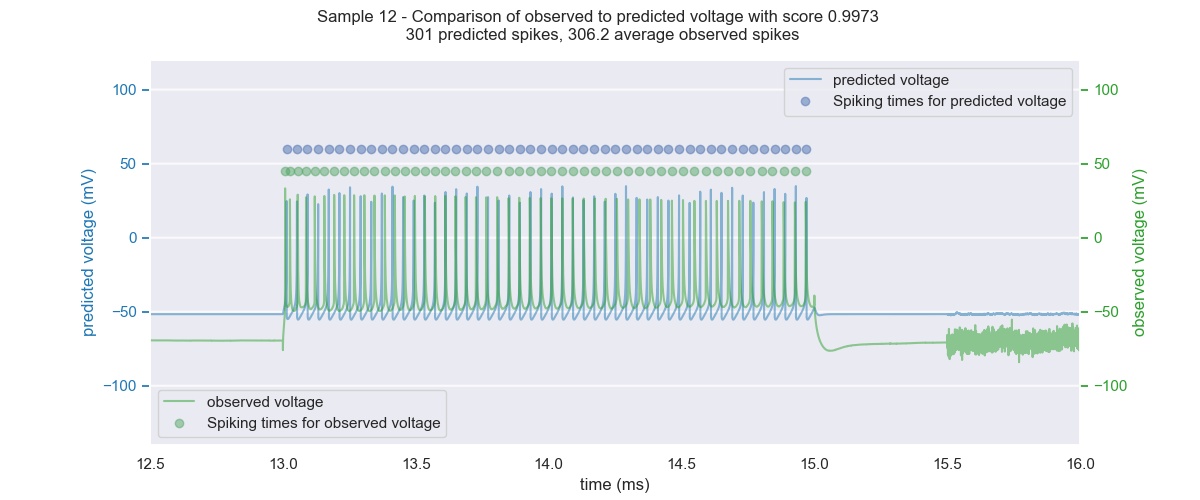 Sample 12 - Comparison of observed to predicted voltage with score 0.9973
301 predicted spikes, 306.2 average observed spikes
predicted voltage
Spiking times for predicted voltage
100
50
0
−50
−100
predicted voltage (mV)
100
50
0
−50
−100
observed voltage (mV)
observed voltage
Spiking times for observed voltage
12.5 13.0 13.5 14.0 14.5 15.0 15.5 16.0
time (ms)